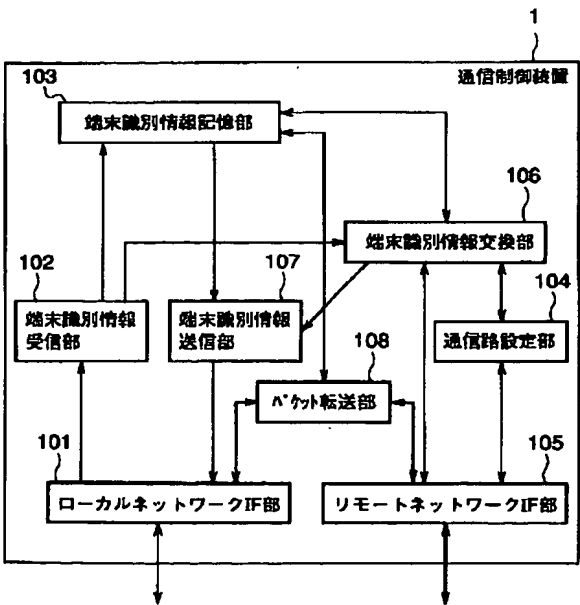 1
通信制御装置
103
端末識別情報記憶部
106
端末識別情報交換部
102
端末識別情報
受信部
107
端末識別情報
送信部
104
通信路設定部
108
パケット転送部
101
ローカルネットワークIF部
105
リモートネットワークIF部